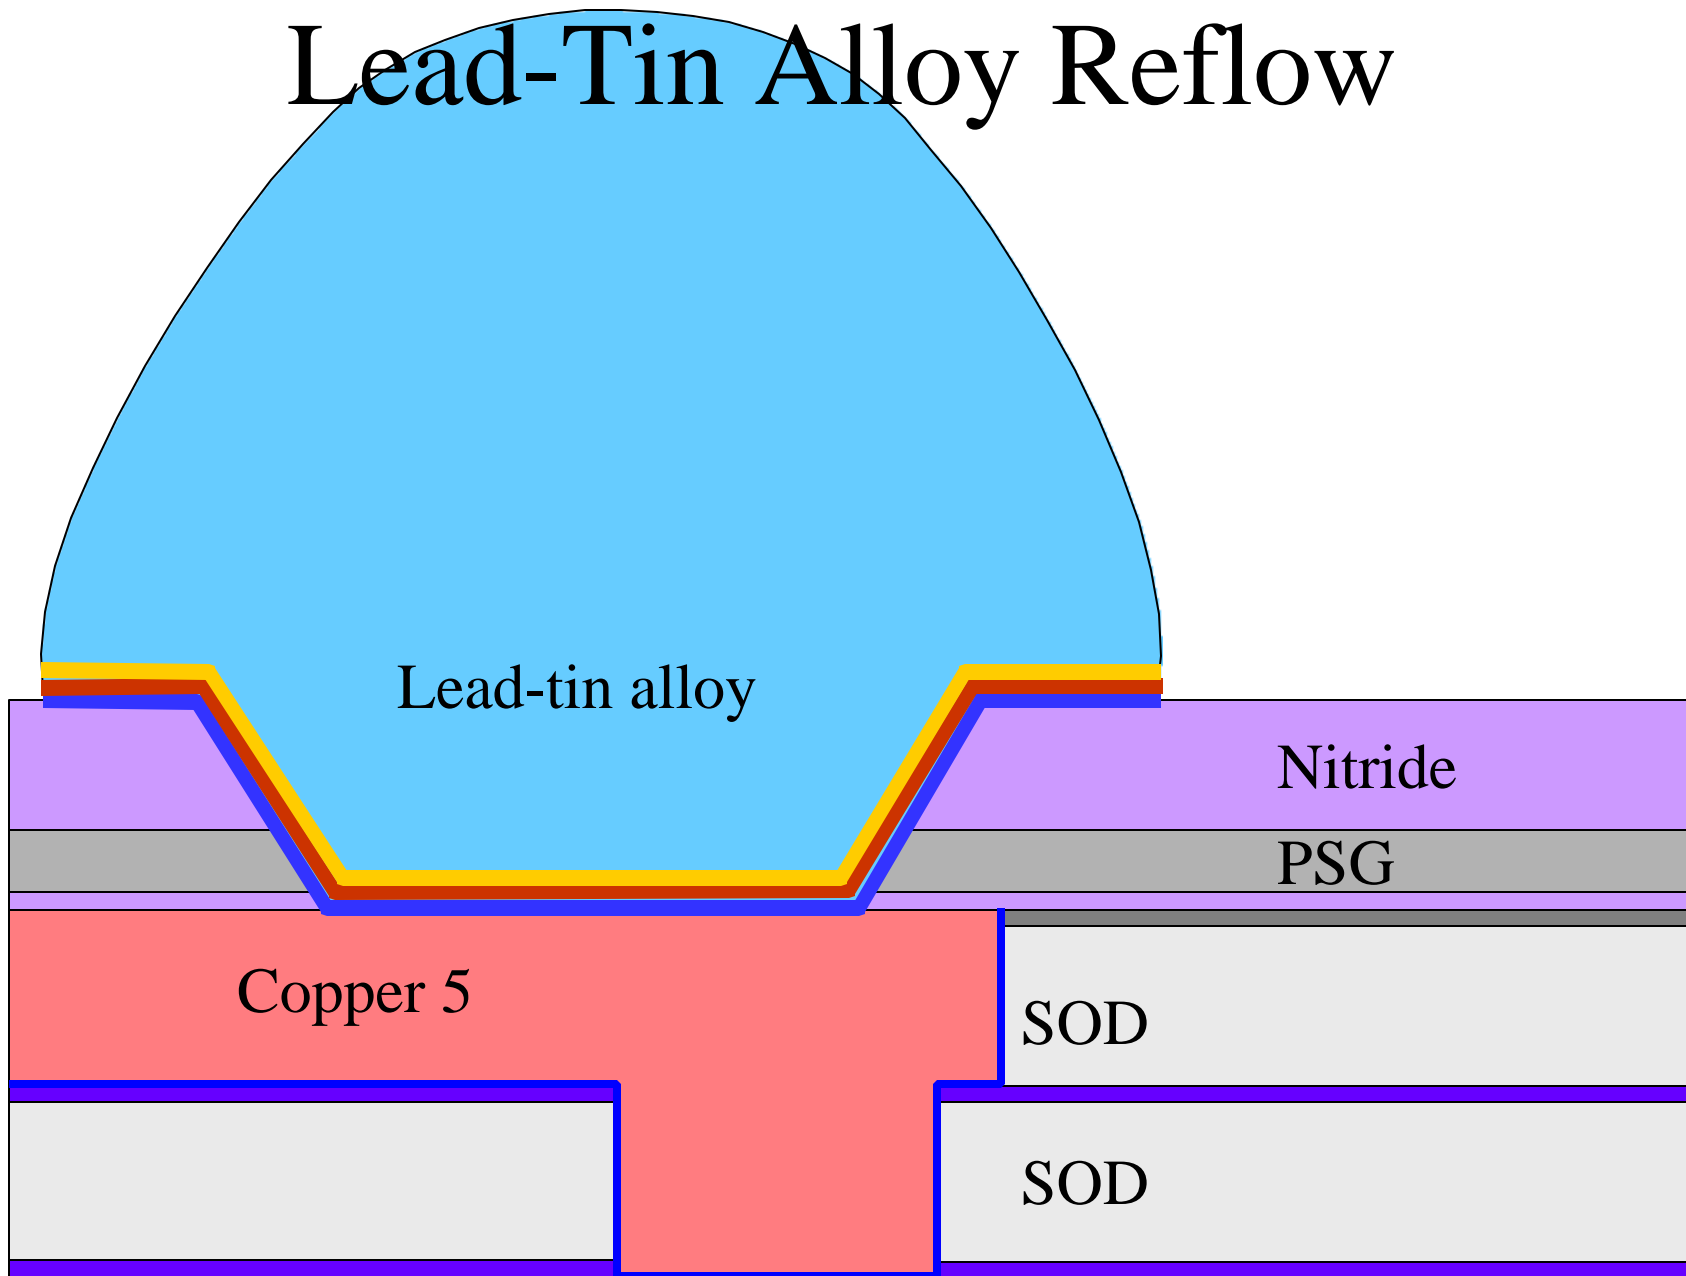 Lead-Tin Alloy Reflow
Lead-tin alloy
Nitride
PSG
Copper 5
SOD
SOD